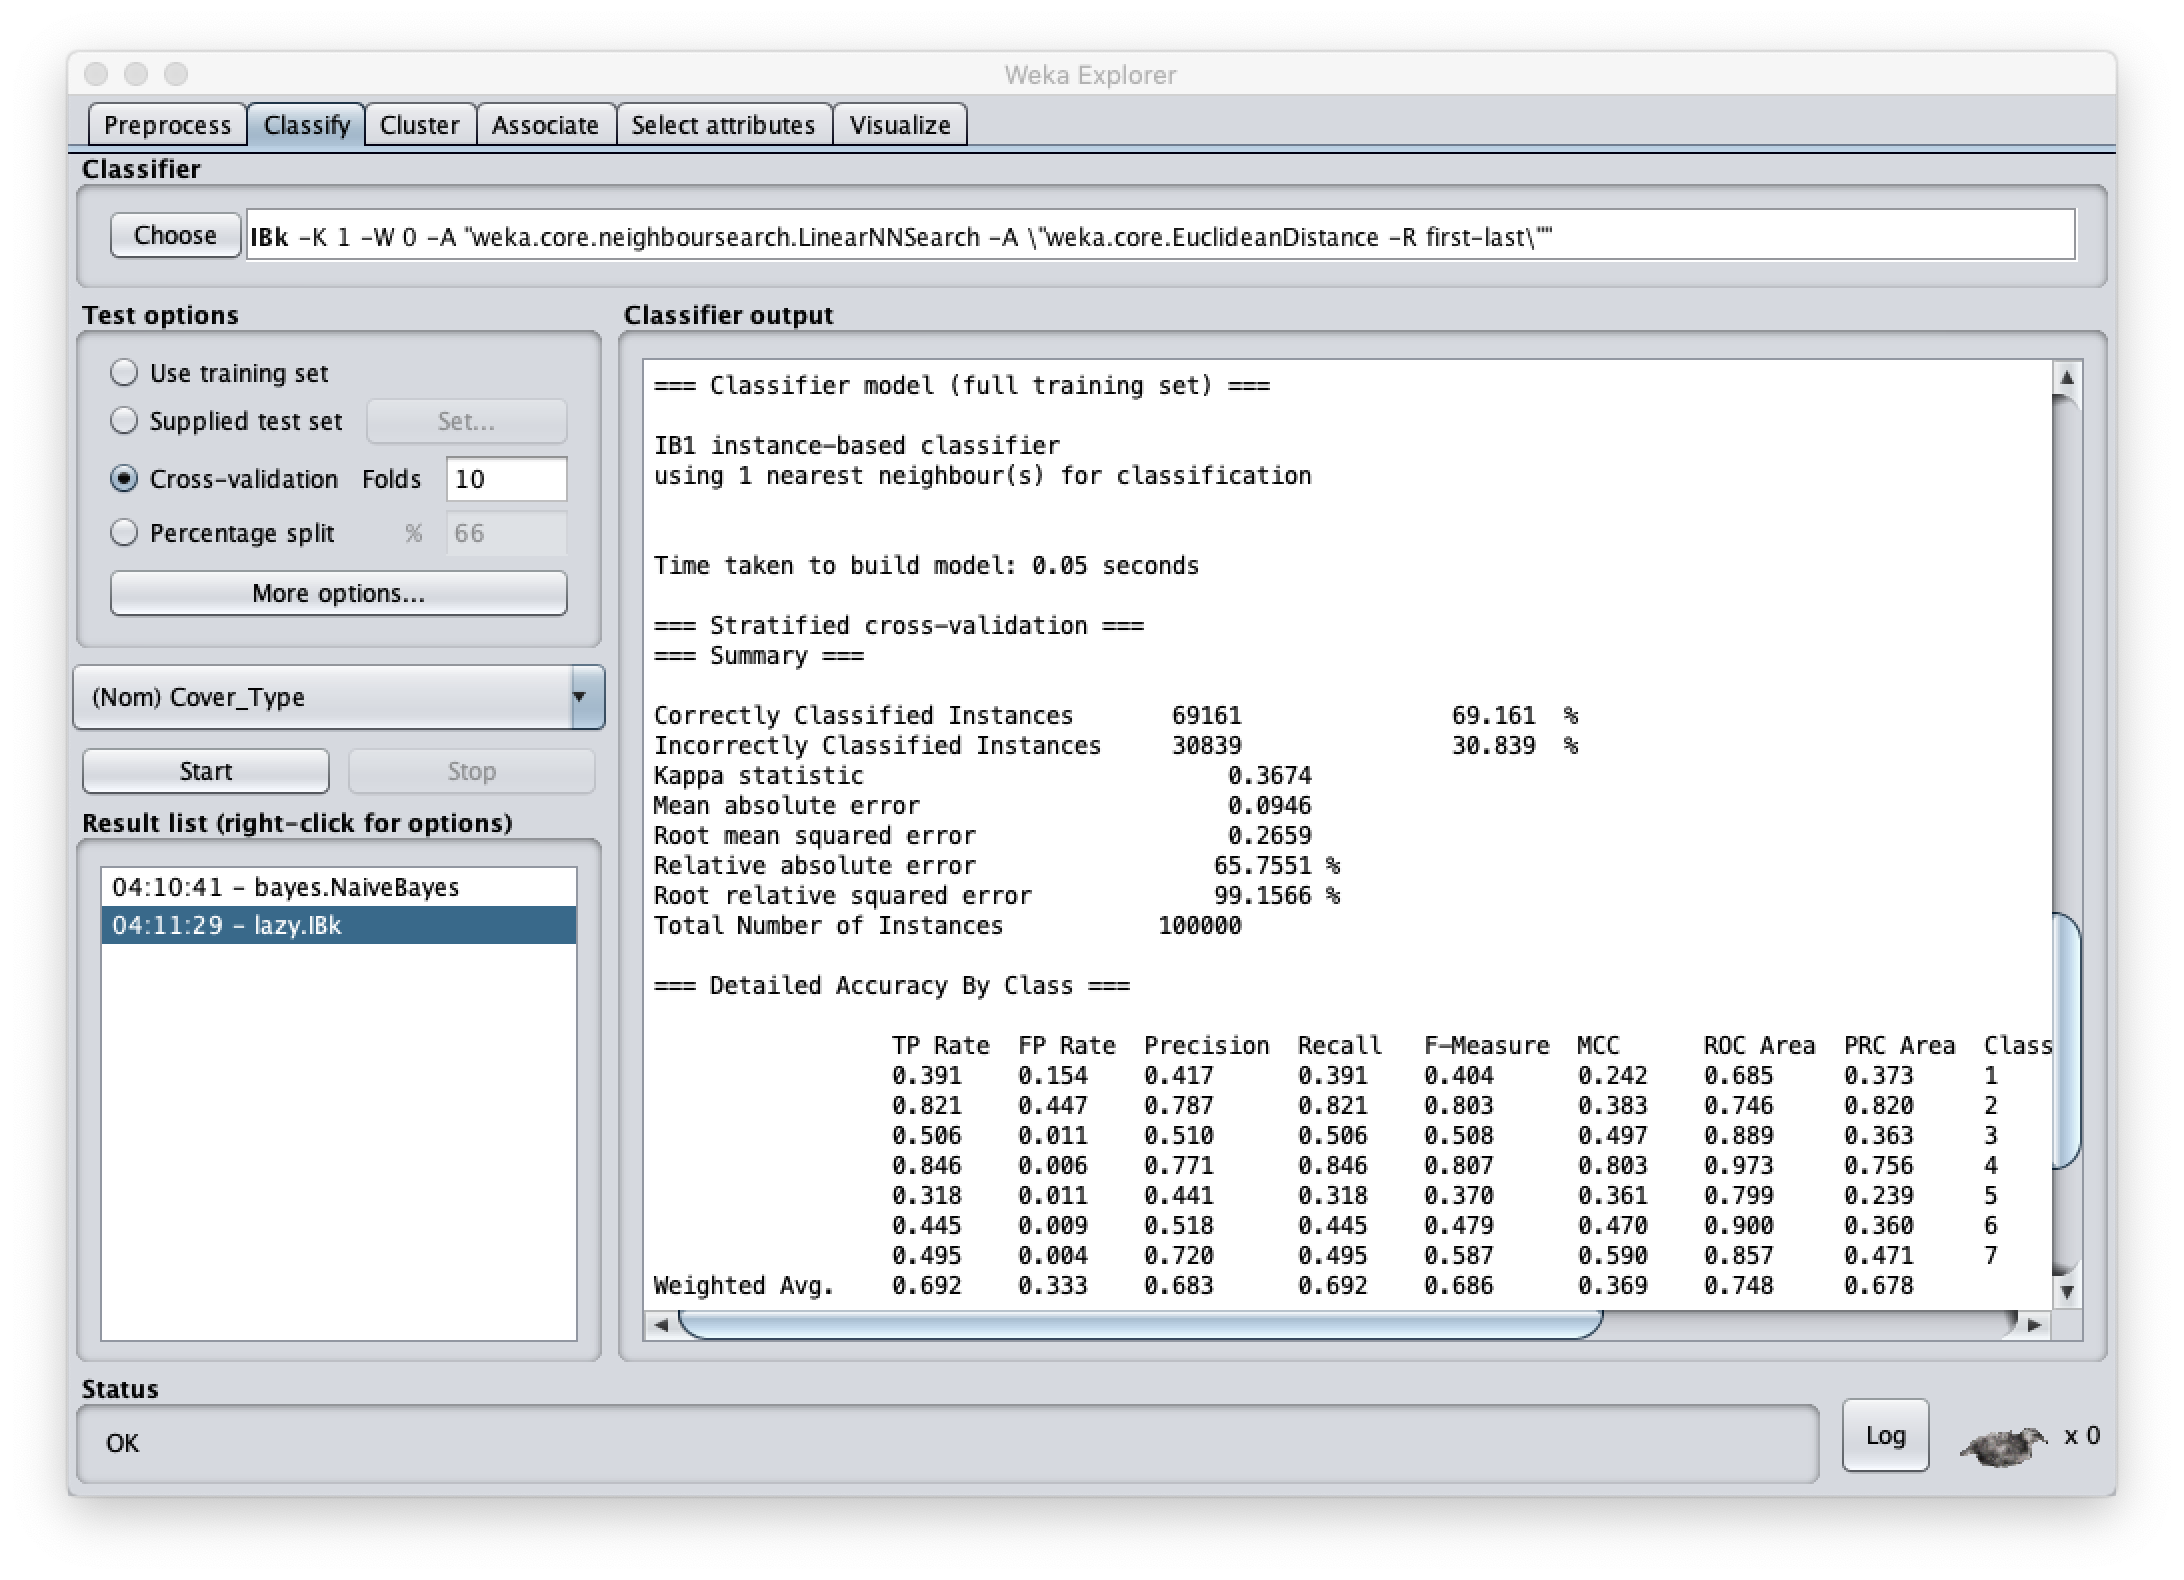 Weka Explorer
Preprocess Classify Cluster Associate Select attributes Visualize
Classifier
Choose IBk -K 1 -W 0 -A "weka.core.neighboursearch.LinearNNSearch -A \"weka.core.EuclideanDistance -R first-last\""
Test options
Use training set
Supplied test set Set...
Cross-validation Folds 10
Percentage split % 66
More options...
(Nom) Cover_Type
Start Stop
Result list (right-click for options)
04:10:41 - bayes.NaiveBayes
04:11:29 - lazy.IBk
Classifier output
=== Classifier model (full training set) ===
IB1 instance-based classifier
using 1 nearest neighbour(s) for classification
Time taken to build model: 0.05 seconds
=== Stratified cross-validation ===
=== Summary ===
Correctly Classified Instances 69161 69.161 %
Incorrectly Classified Instances 30839 30.839 %
Kappa statistic 0.3674
Mean absolute error 0.0946
Root mean squared error 0.2659
Relative absolute error 65.7551 %
Root relative squared error 99.1566 %
Total Number of Instances 100000
=== Detailed Accuracy By Class ===
TP Rate FP Rate Precision Recall F-Measure MCC ROC Area PRC Area Class
0.391 0.154 0.417 0.391 0.404 0.242 0.685 0.373 1
0.821 0.447 0.787 0.821 0.803 0.383 0.746 0.820 2
0.506 0.011 0.510 0.506 0.508 0.497 0.889 0.363 3
0.846 0.006 0.771 0.846 0.807 0.803 0.973 0.756 4
0.318 0.011 0.441 0.318 0.370 0.361 0.799 0.239 5
0.445 0.009 0.518 0.445 0.479 0.470 0.900 0.360 6
0.495 0.004 0.720 0.495 0.587 0.590 0.857 0.471 7
Weighted Avg. 0.692 0.333 0.683 0.692 0.686 0.369 0.748 0.678
Status
OK
Log x 0